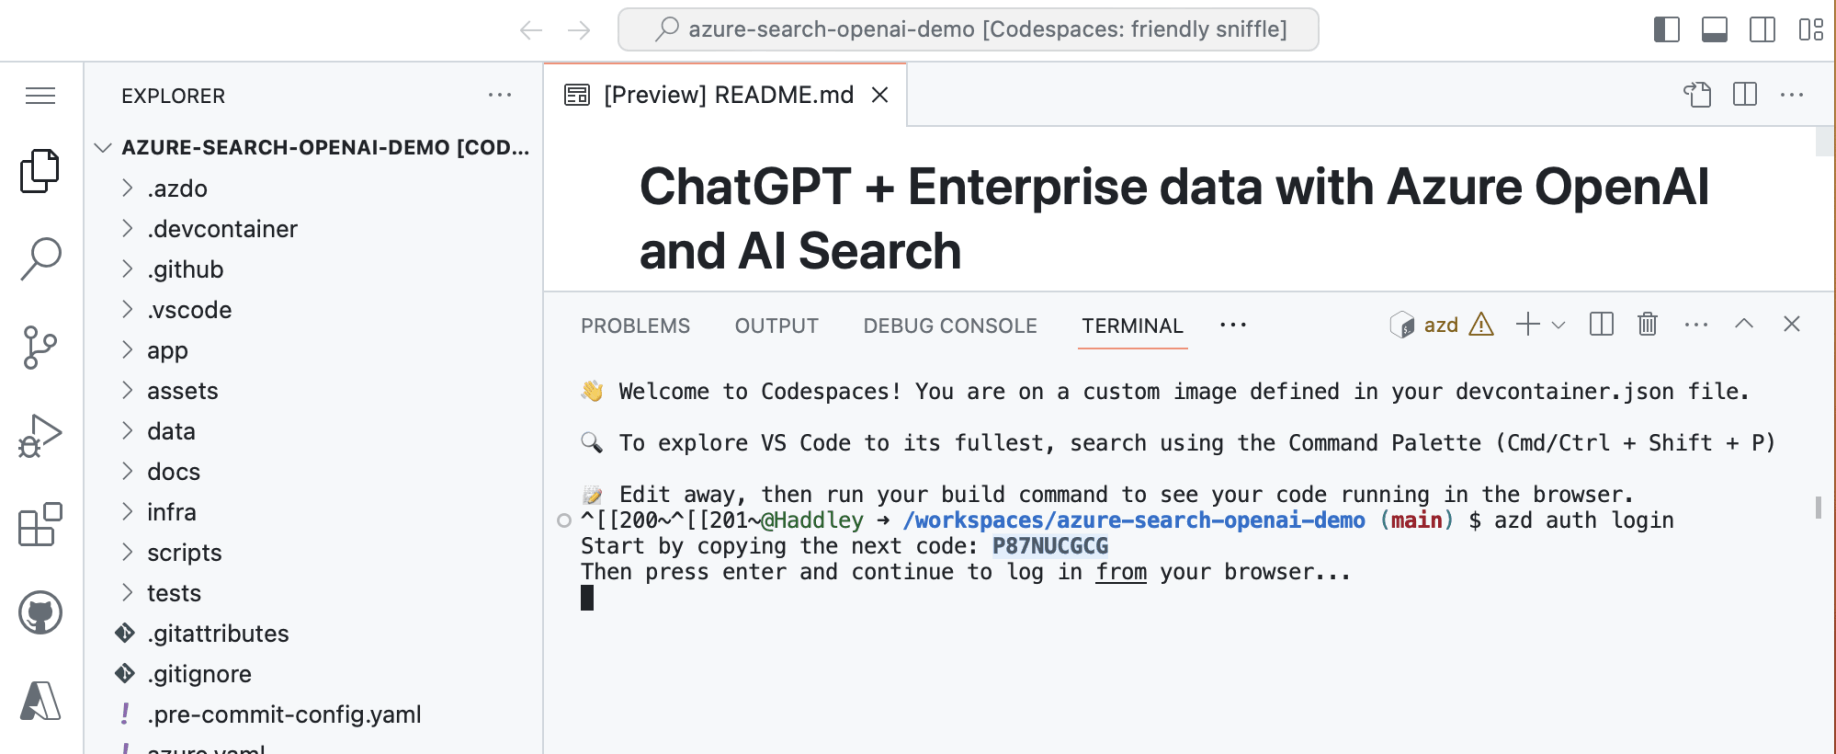 azure-search-openai-demo [Codespaces: friendly sniffle]
EXPLORER
[Preview] README.md
AZURE-SEARCH-OPENAI-DEMO [COD...
.azdo
.devcontainer
.github
.vscode
app
assets
data
docs
infra
scripts
tests
.gitattributes
.gitignore
.pre-commit-config.yaml
azure.yaml
ChatGPT + Enterprise data with Azure OpenAI
and AI Search
PROBLEMS OUTPUT DEBUG CONSOLE TERMINAL
azd
👋 Welcome to Codespaces! You are on a custom image defined in your devcontainer.json file.
🔍 To explore VS Code to its fullest, search using the Command Palette (Cmd/Ctrl + Shift + P)
📝 Edit away, then run your build command to see your code running in the browser.
^[[200~^[[201~@Haddley ➜ /workspaces/azure-search-openai-demo (main) $ azd auth login
Start by copying the next code: P87NUCGCG
Then press enter and continue to log in from your browser...